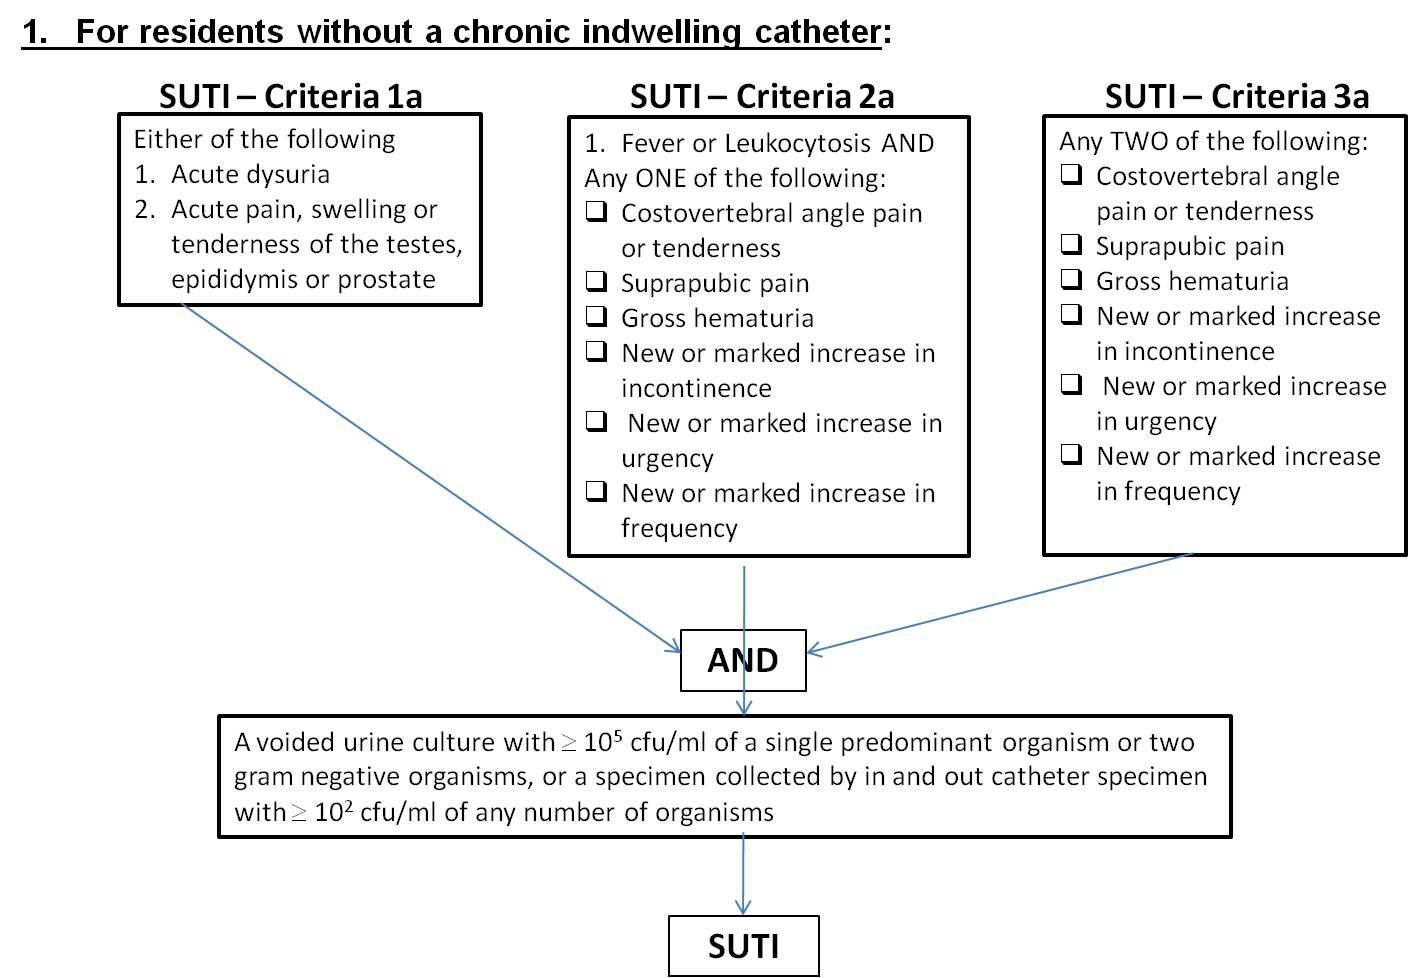 1. For residents without a chronic indwelling catheter:
SUTI – Criteria 1a
Either of the following
1. Acute dysuria
2. Acute pain, swelling or
tenderness of the testes,
epididymis or prostate
SUTI – Criteria 2a
1. Fever or Leukocytosis AND
Any ONE of the following:
❑ Costovertebral angle pain
or tenderness
❑ Suprapubic pain
❑ Gross hematuria
❑ New or marked increase in
incontinence
❑ New or marked increase in
urgency
❑ New or marked increase in
frequency
SUTI – Criteria 3a
Any TWO of the following:
❑ Costovertebral angle
pain or tenderness
❑ Suprapubic pain
❑ Gross hematuria
❑ New or marked increase
in incontinence
❑ New or marked increase
in urgency
❑ New or marked increase
in frequency
AND
A voided urine culture with ≥ 10⁵ cfu/ml of a single predominant organism or two
gram negative organisms, or a specimen collected by in and out catheter specimen
with ≥ 10² cfu/ml of any number of organisms
SUTI